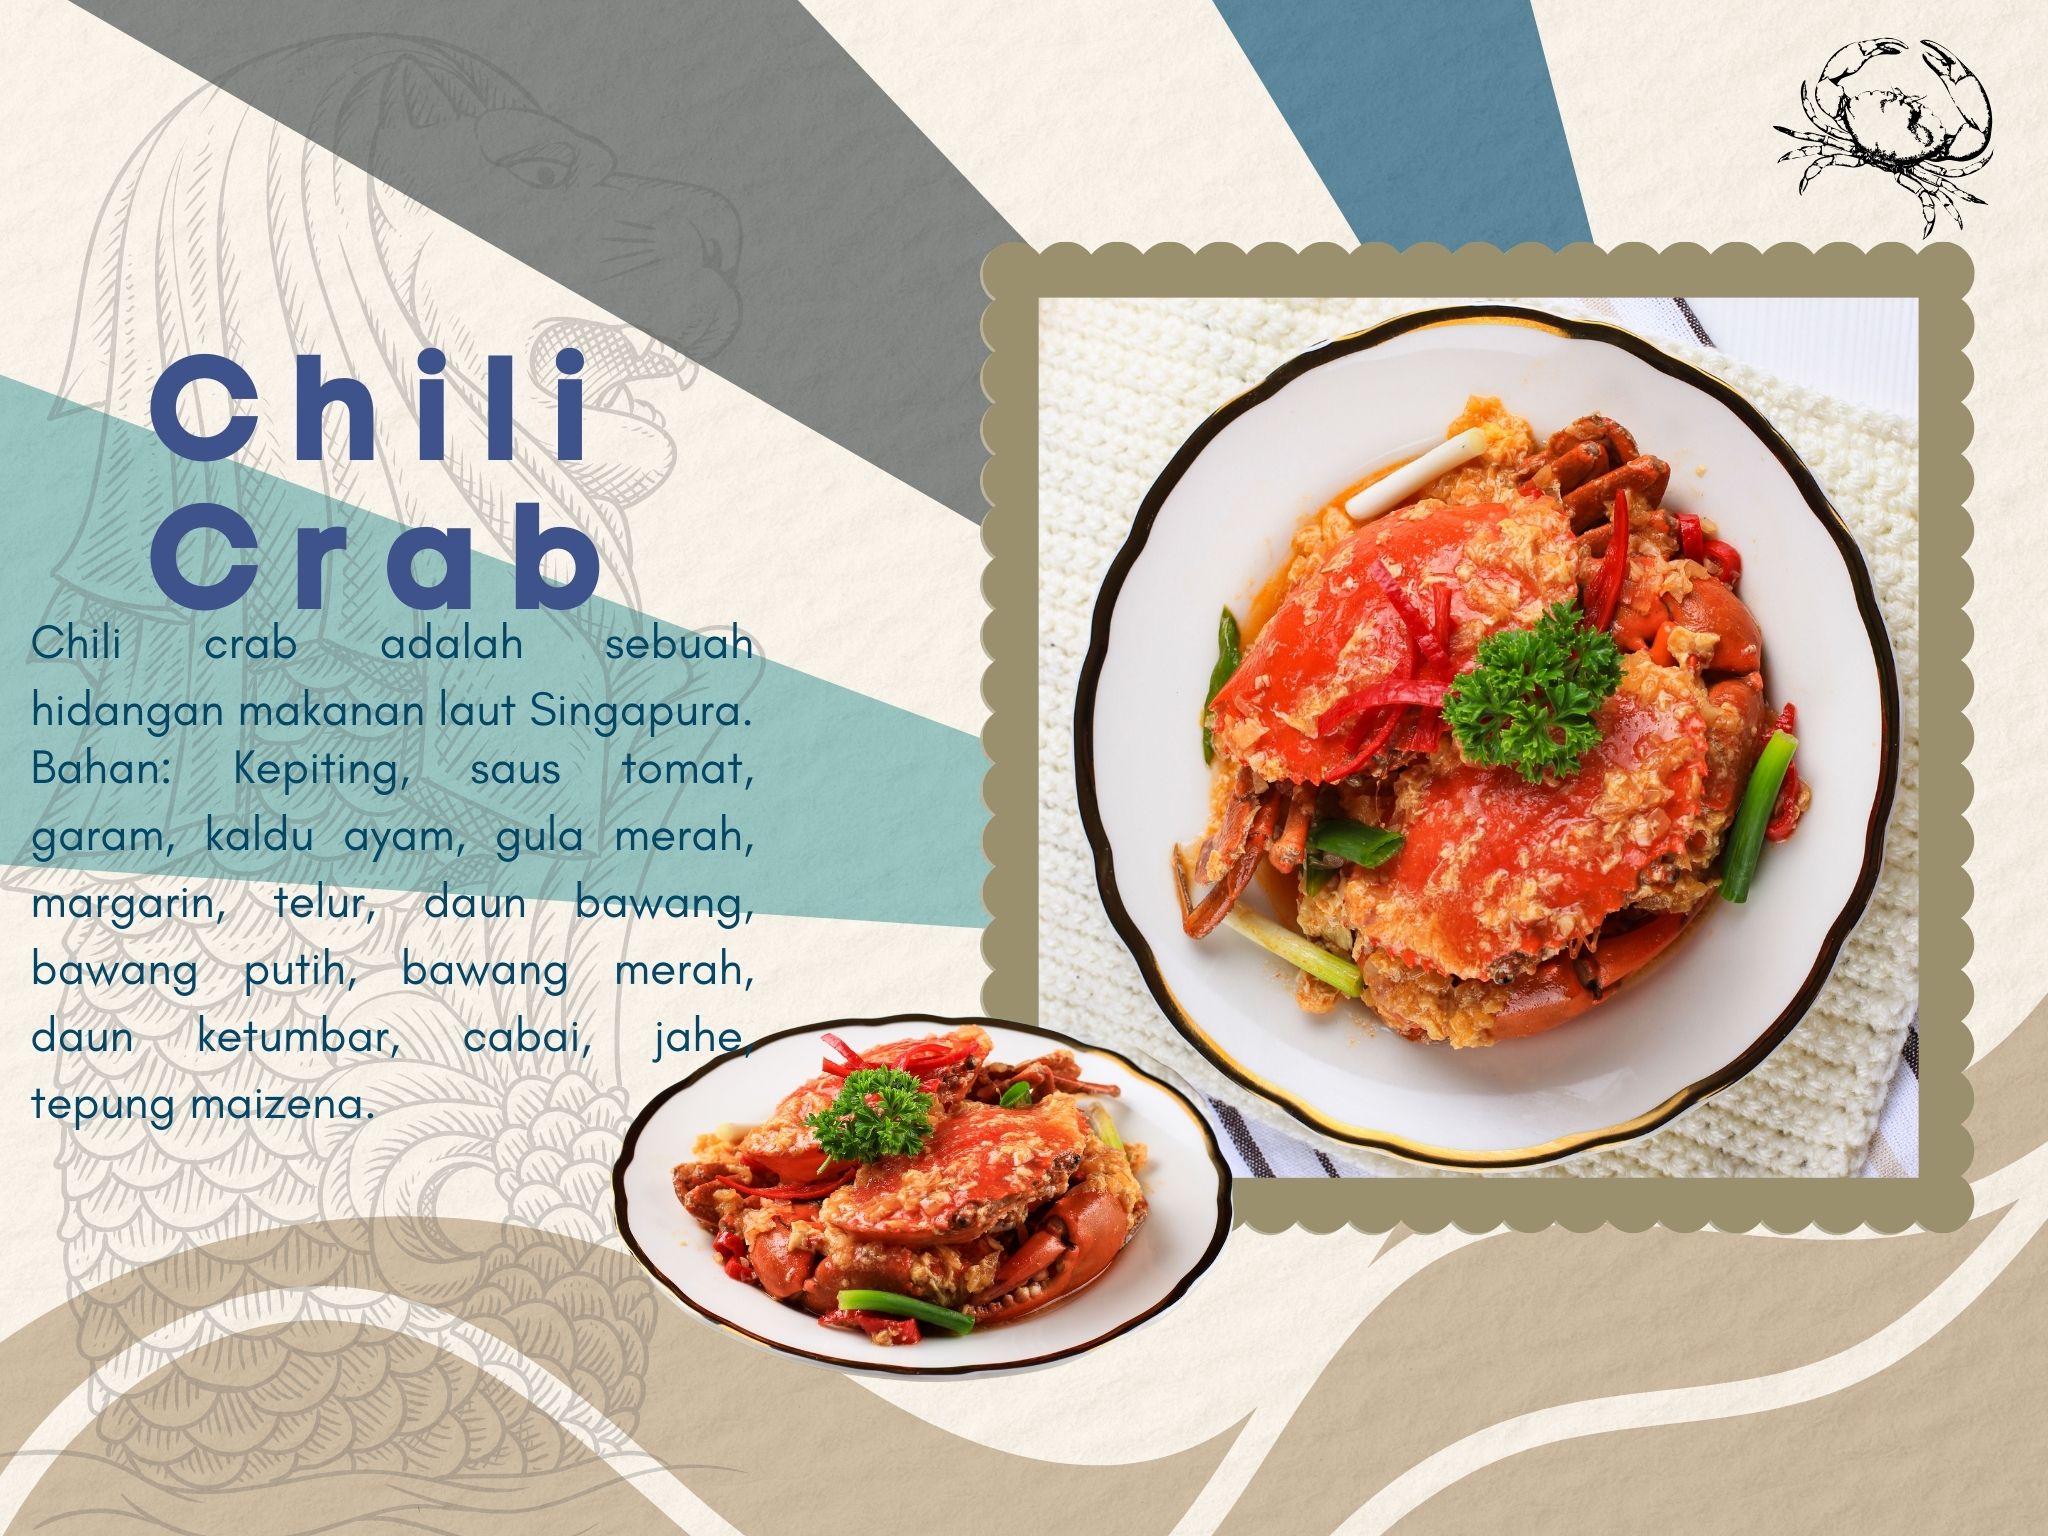 Chili
Crab
Chili crab adalah sebuah
hidangan makanan laut Singapura.
Bahan: Kepiting, saus tomat,
garam, kaldu ayam, gula merah,
margarin, telur, daun bawang,
bawang putih, bawang merah,
daun ketumbar, cabai, jahe,
tepung maizena.